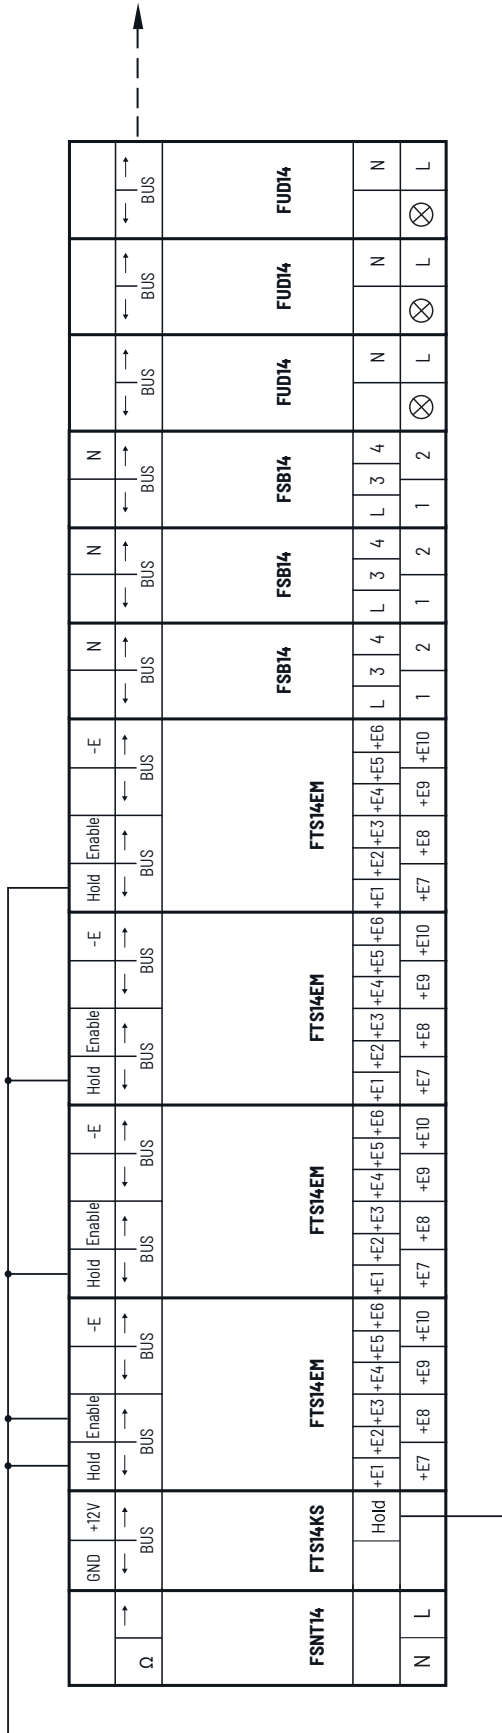 GND +12V Hold Enable -E Hold Enable -E Hold Enable -E Hold Enable -E N N N
→ ← → ← → ← → ← → ← → ← → ← → ← → ← → ← → ← → ← → ← → ← → ← →
Ω BUS BUS BUS BUS BUS BUS BUS BUS BUS BUS BUS BUS BUS BUS BUS
FSNT14 FTS14KS FTS14EM FTS14EM FTS14EM FTS14EM FSB14 FSB14 FSB14 FUD14 FUD14 FUD14
Hold +E1 +E2 +E3 +E4 +E5 +E6 +E1 +E2 +E3 +E4 +E5 +E6 +E1 +E2 +E3 +E4 +E5 +E6 +E1 +E2 +E3 +E4 +E5 +E6 L 3 4 L 3 4 L 3 4 N N N
N L +E7 +E8 +E9 +E10 +E7 +E8 +E9 +E10 +E7 +E8 +E9 +E10 +E7 +E8 +E9 +E10 1 2 1 2 1 2 L L L